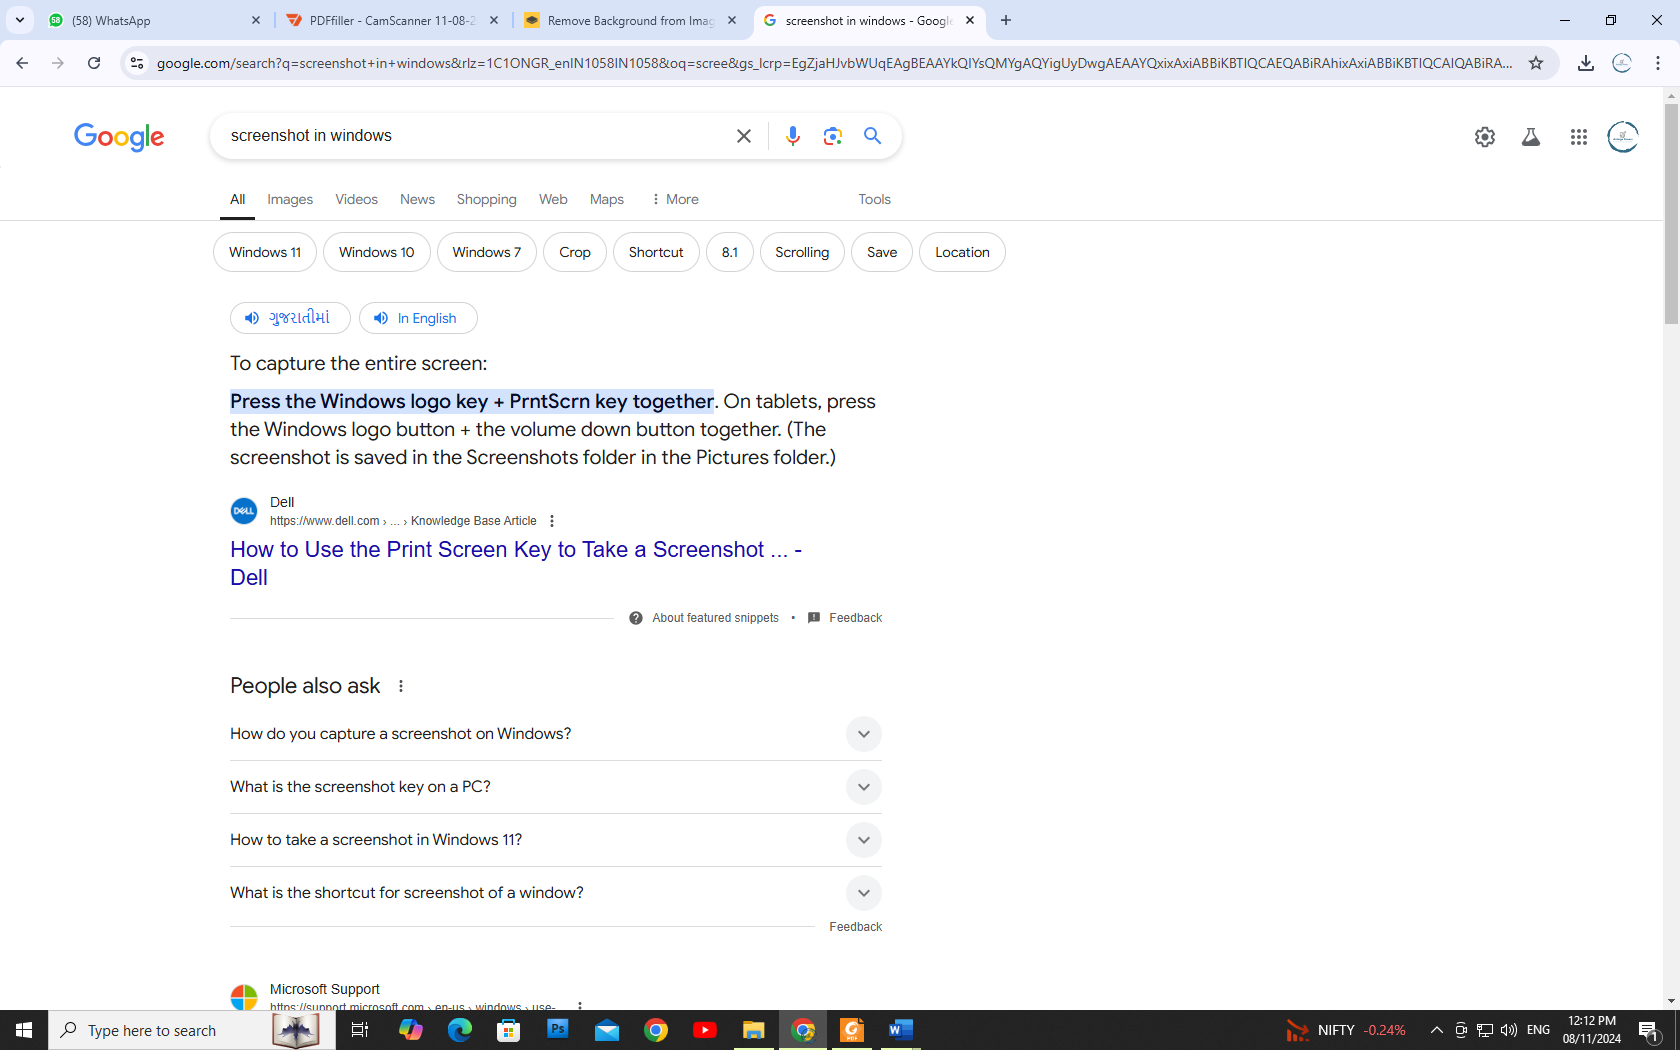 (58) WhatsApp
PDFfiller - CamScanner 11-08-2
Remove Background from Imag
screenshot in windows - Google
google.com/search?q=screenshot+in+windows&rlz=1C1ONGR_enIN1058IN1058&oq=scree&gs_lcrp=EgZjaHJvbWUqEAgBEAAYkQIYsQMYgAQYigUyDwgAEAAYQxixAxiABBiKBTIQCAEQABiRAhixAxiABBiKBTIQCAIQABiRA...
Google
screenshot in windows
All Images Videos News Shopping Web Maps More Tools
Windows 11 Windows 10 Windows 7 Crop Shortcut 8.1 Scrolling Save Location
ગુજરાતીમાં In English
To capture the entire screen:
Press the Windows logo key + PrntScrn key together. On tablets, press
the Windows logo button + the volume down button together. (The
screenshot is saved in the Screenshots folder in the Pictures folder.)
DELL
Dell
https://www.dell.com › ... › Knowledge Base Article
How to Use the Print Screen Key to Take a Screenshot ... -
Dell
About featured snippets • Feedback
People also ask
How do you capture a screenshot on Windows?
What is the screenshot key on a PC?
How to take a screenshot in Windows 11?
What is the shortcut for screenshot of a window?
Feedback
Microsoft Support
https://support.microsoft.com › en-us › windows › use-
Type here to search
Ps
W
NIFTY -0.24%
ENG
12:12 PM
08/11/2024
1